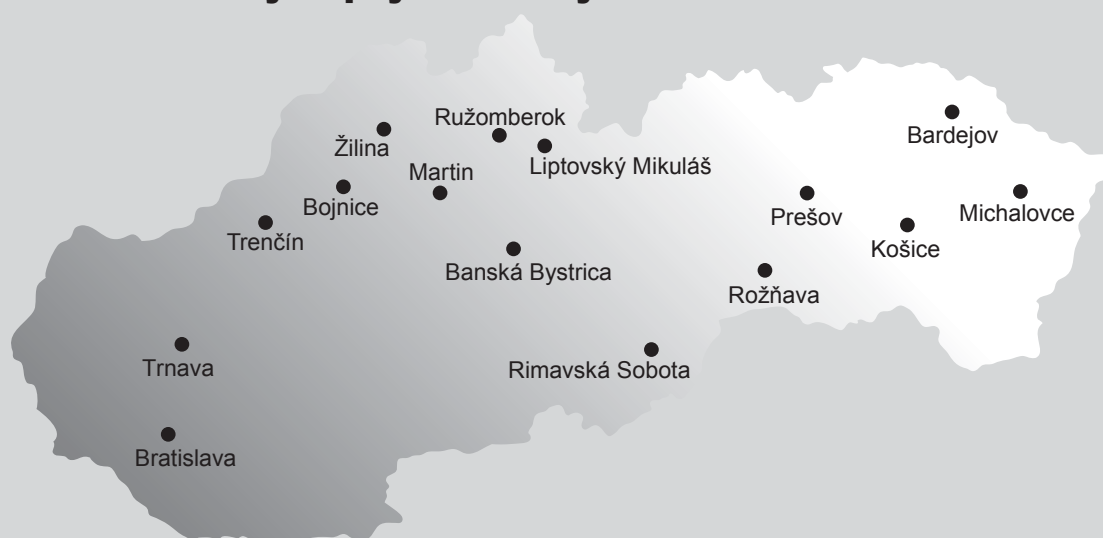 Bardejov
Ružomberok
Žilina
Liptovský Mikuláš
Martin
Bojnice
Prešov
Michalovce
Trenčín
Košice
Banská Bystrica
Rožňava
Trnava
Rimavská Sobota
Bratislava